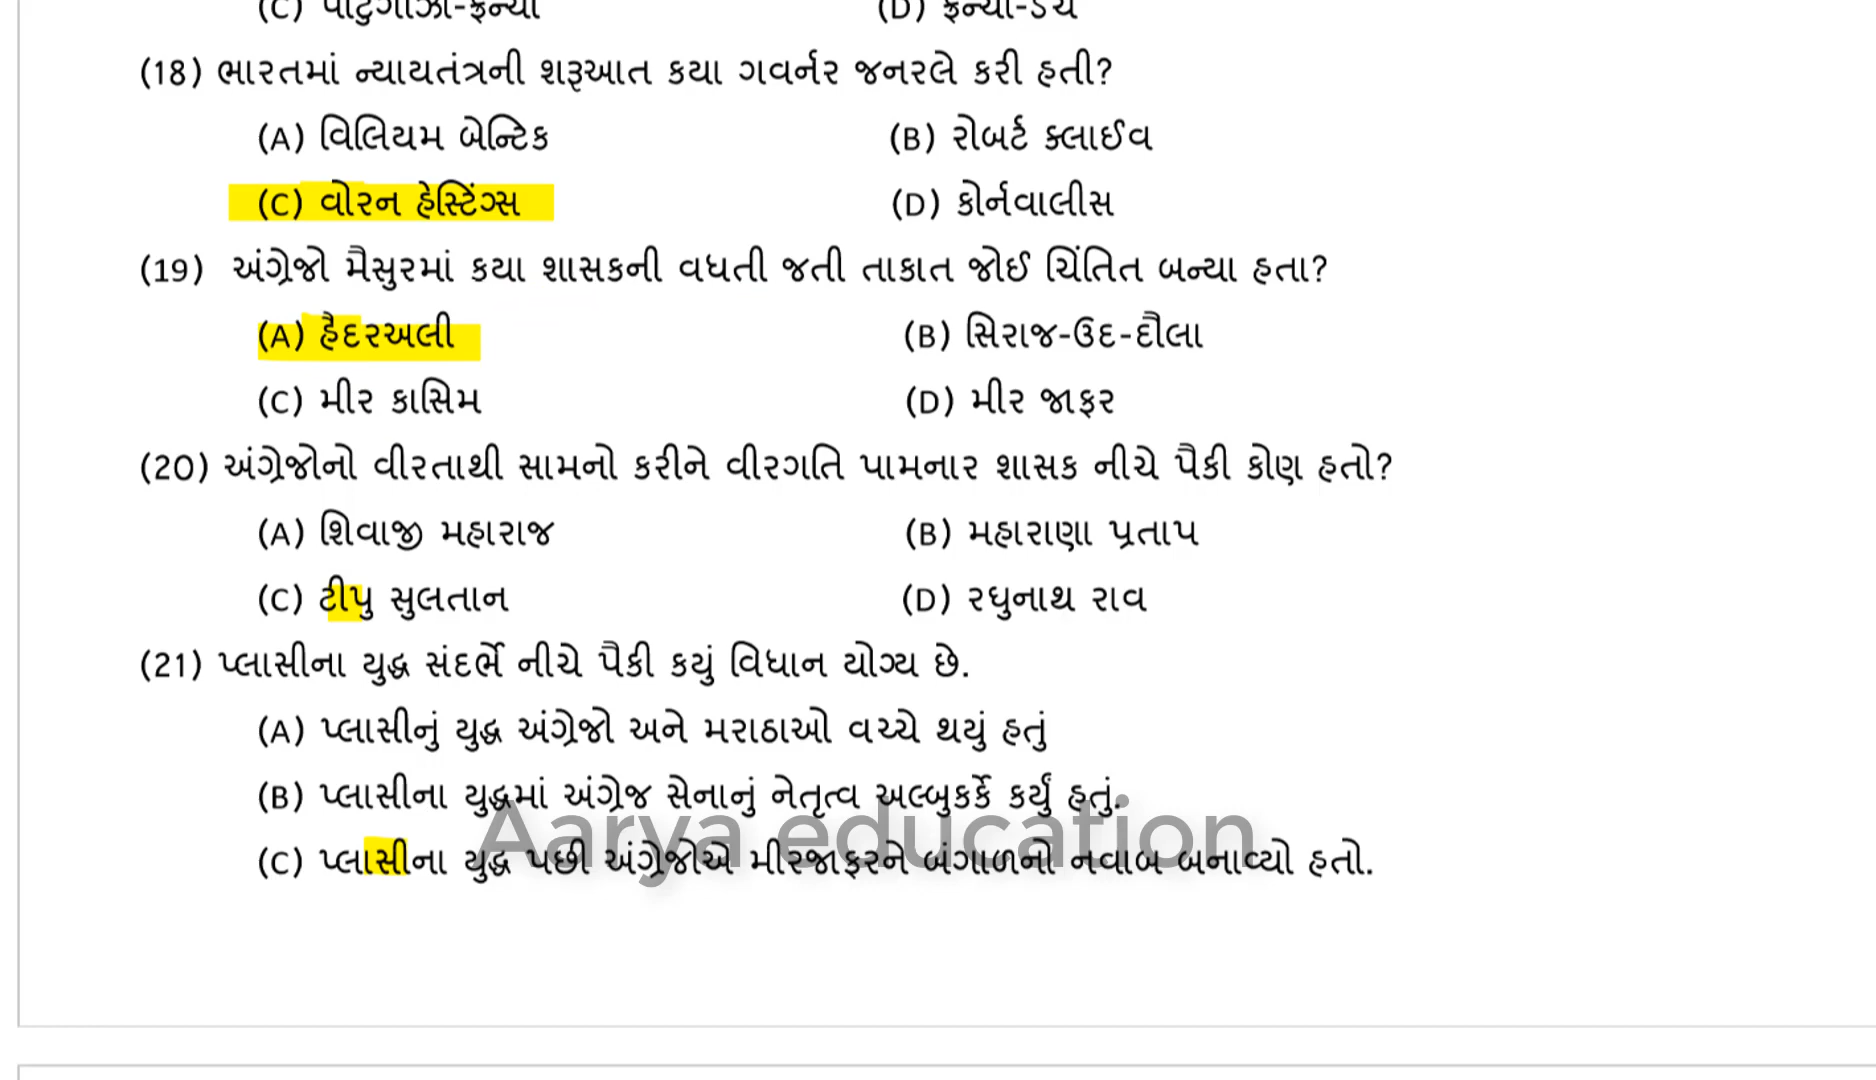 (C) પોર્ટુગીઝો-ફ્રેન્ચો (D) ફ્રેન્ચો-ડચ
(18) ભારતમાં ન્યાયતંત્રની શરૂઆત કયા ગવર્નર જનરલે કરી હતી?
(A) વિલિયમ બેન્ટિક (B) રોબર્ટ ક્લાઈવ
(C) વોરન હેસ્ટિંગ્સ (D) કોર્નવાલીસ
(19) અંગ્રેજો મૈસુરમાં કયા શાસકની વધતી જતી તાકાત જોઈ ચિંતિત બન્યા હતા?
(A) હૈદરઅલી (B) સિરાજ-ઉદ-દૌલા
(C) મીર કાસિમ (D) મીર જાફર
(20) અંગ્રેજોનો વીરતાથી સામનો કરીને વીરગતિ પામનાર શાસક નીચે પૈકી કોણ હતો?
(A) શિવાજી મહારાજ (B) મહારાણા પ્રતાપ
(C) ટીપુ સુલતાન (D) રઘુનાથ રાવ
(21) પ્લાસીના યુદ્ધ સંદર્ભે નીચે પૈકી કયું વિધાન યોગ્ય છે.
(A) પ્લાસીનું યુદ્ધ અંગ્રેજો અને મરાઠાઓ વચ્ચે થયું હતું
(B) પ્લાસીના યુદ્ધમાં અંગ્રેજ સેનાનું નેતૃત્વ અલ્બુકર્કે કર્યું હતું.
Aarya education
(C) પ્લાસીના યુદ્ધ પછી અંગ્રેજોએ મીરજાફરને બંગાળનો નવાબ બનાવ્યો હતો.